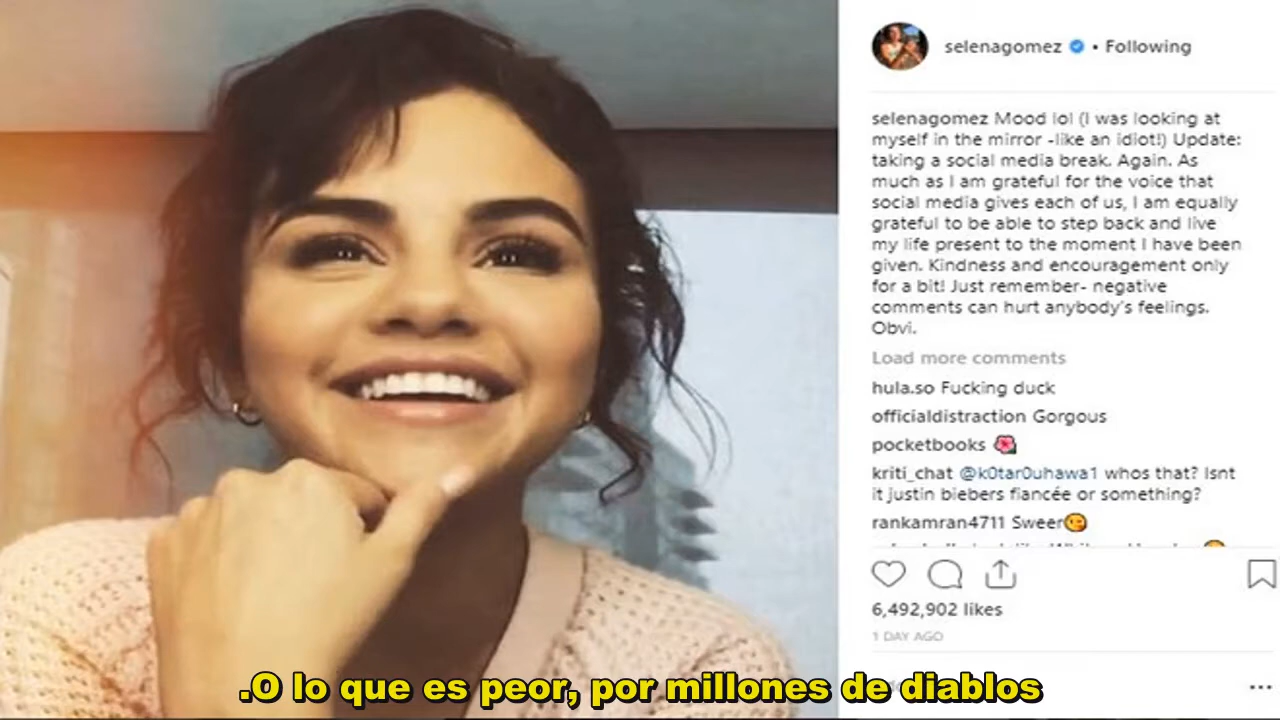 selenagomez • Following
selenagomez Mood lol (I was looking at
myself in the mirror -like an idiot!) Update:
taking a social media break. Again. As
much as I am grateful for the voice that
social media gives each of us, I am equally
grateful to be able to step back and live
my life present to the moment I have been
given. Kindness and encouragement only
for a bit! Just remember- negative
comments can hurt anybody's feelings.
Obvi.
Load more comments
hula.so Fucking duck
officialdistraction Gorgous
pocketbooks 🌺
kriti_chat @k0tar0uhawa1 whos that? Isnt
it justin biebers fiancée or something?
rankamran4711 Sweer😘
6,492,902 likes
1 DAY AGO
.O lo que es peor, por millones de diablos